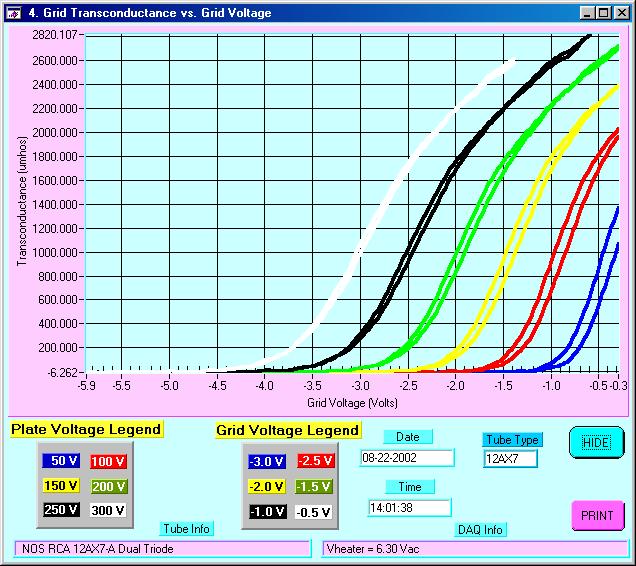 4. Grid Transconductance vs. Grid Voltage
2820.107
2600.000
2400.000
2200.000
2000.000
1800.000
1600.000
1400.000
1200.000
1000.000
800.000
600.000
400.000
200.000
-6.262
Transconductance (umhos)
-5.9 -5.5 -5.0 -4.5 -4.0 -3.5 -3.0 -2.5 -2.0 -1.5 -1.0 -0.5 -0.3
Grid Voltage (Volts)
Plate Voltage Legend
50 V 100 V
150 V 200 V
250 V 300 V
Grid Voltage Legend
-3.0 V -2.5 V
-2.0 V -1.5 V
-1.0 V -0.5 V
Date
08-22-2002
Time
14:01:38
Tube Type
12AX7
HIDE
PRINT
Tube Info
NOS RCA 12AX7-A Dual Triode
DAQ Info
Vheater = 6.30 Vac